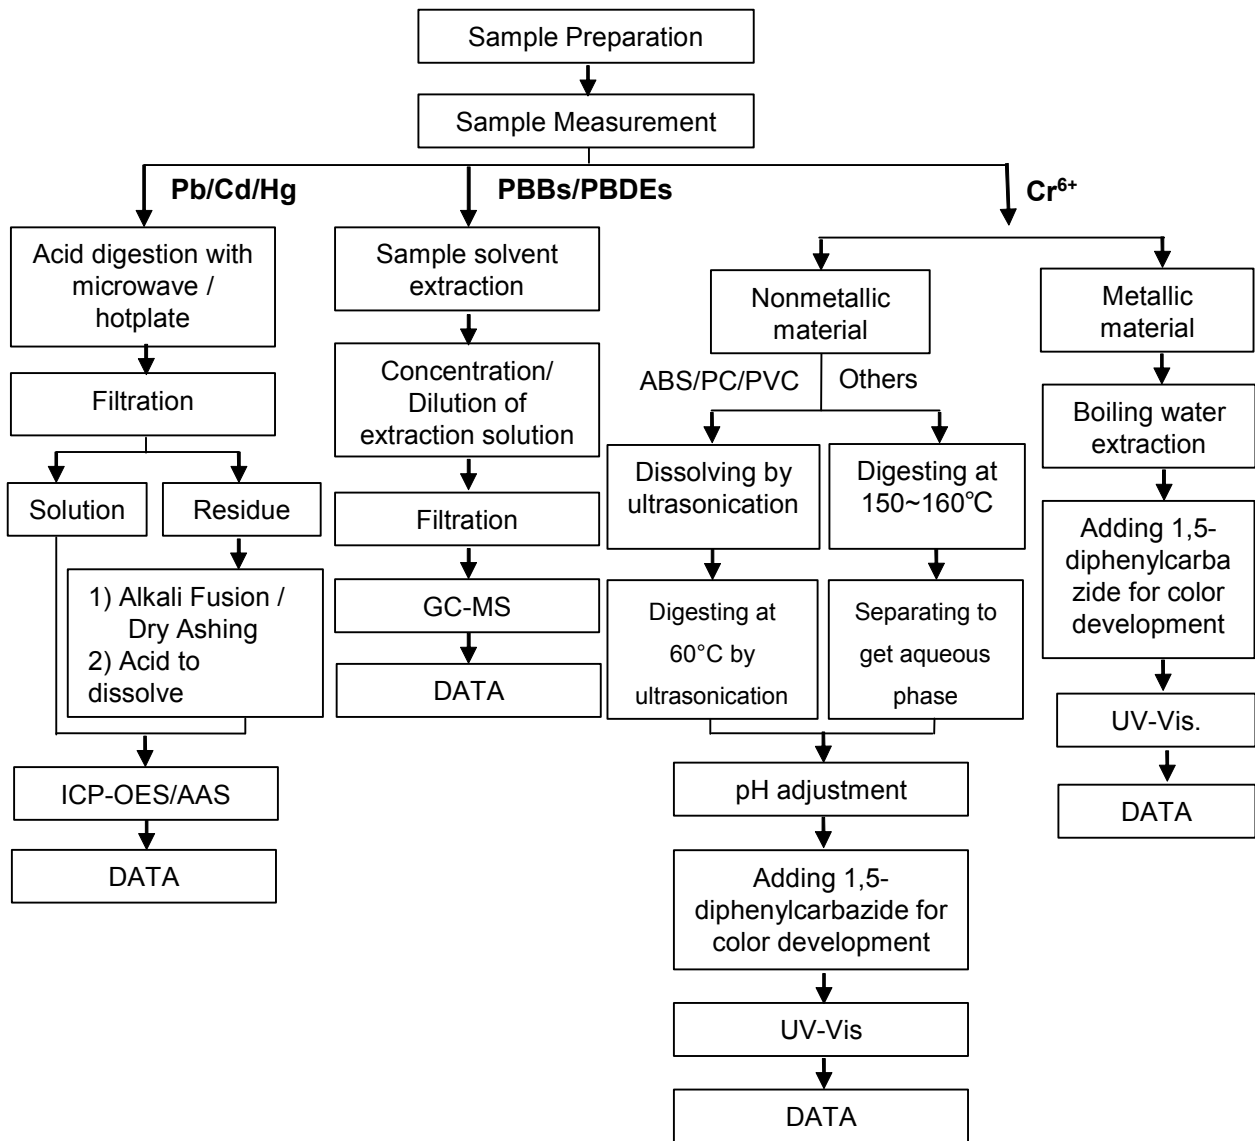 Sample Preparation
Sample Measurement
Pb/Cd/Hg
PBBs/PBDEs
Cr⁶⁺
Acid digestion with
microwave /
hotplate
Filtration
Solution
Residue
1) Alkali Fusion /
Dry Ashing
2) Acid to
dissolve
ICP-OES/AAS
DATA
Sample solvent
extraction
Concentration/
Dilution of
extraction solution
Filtration
GC-MS
DATA
Nonmetallic
material
ABS/PC/PVC
Others
Dissolving by
ultrasonication
Digesting at
60°C by
ultrasonication
Digesting at
150~160℃
Separating to
get aqueous
phase
pH adjustment
Adding 1,5-
diphenylcarbazide for
color development
UV-Vis
DATA
Metallic
material
Boiling water
extraction
Adding 1,5-
diphenylcarba
zide for color
development
UV-Vis.
DATA